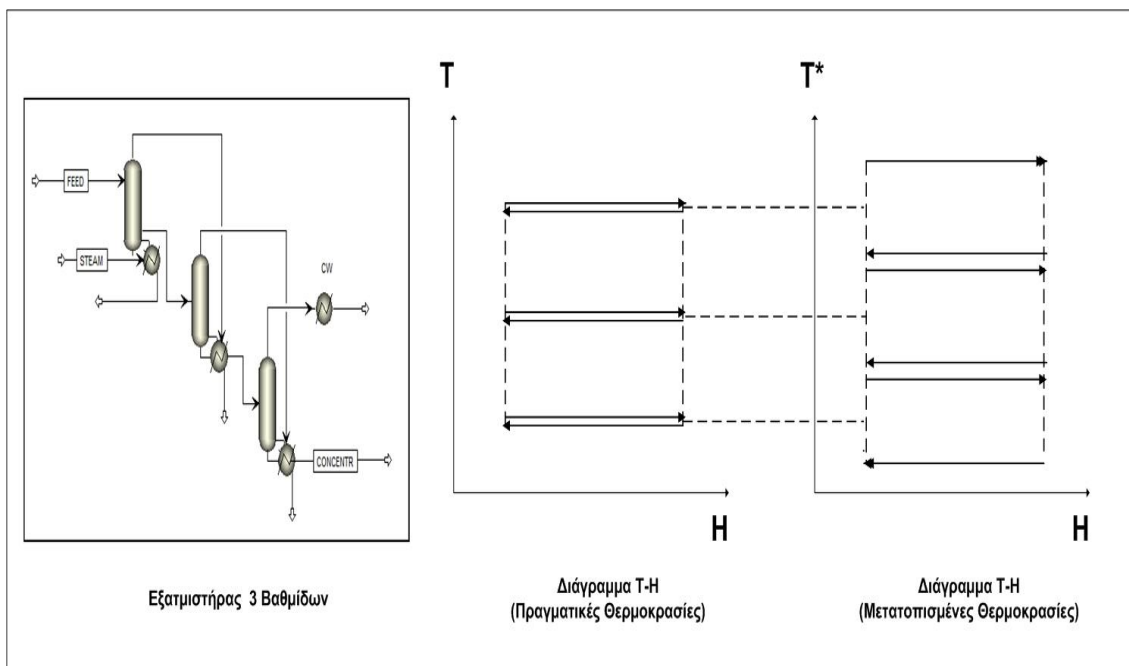 FEED
STEAM
CW
CONCENTR
Εξατμιστήρας 3 Βαθμίδων
T
H
Διάγραμμα Τ-Η
(Πραγματικές Θερμοκρασίες)
T*
H
Διάγραμμα Τ-Η
(Μετατοπισμένες Θερμοκρασίες)